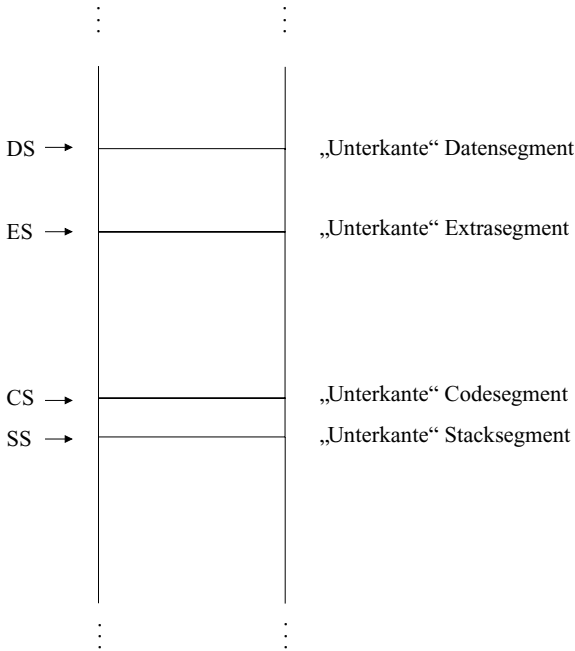 DS „Unterkante“ Datensegment
ES „Unterkante“ Extrasegment
CS „Unterkante“ Codesegment
SS „Unterkante“ Stacksegment